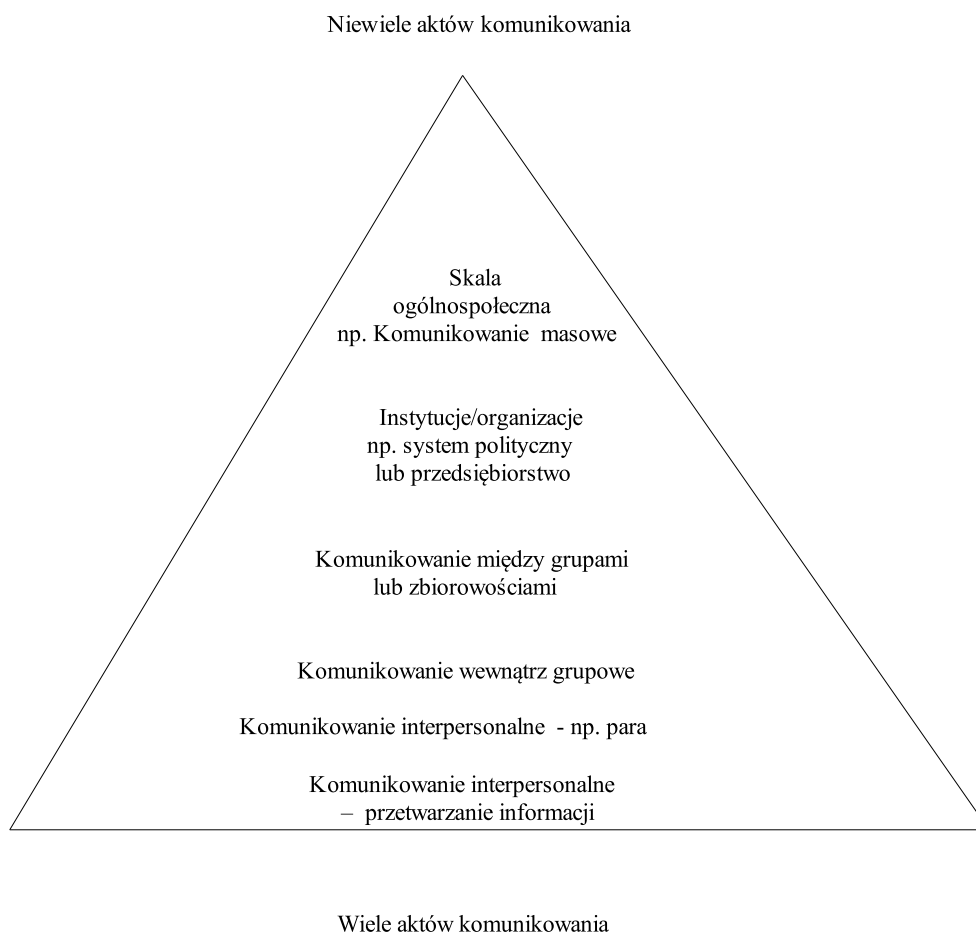 Niewiele aktów komunikowania
Skala
ogólnospołeczna
np. Komunikowanie  masowe
Instytucje/organizacje
np. system polityczny
lub przedsiębiorstwo
Komunikowanie między grupami
lub zbiorowościami
Komunikowanie wewnątrz grupowe
Komunikowanie interpersonalne  - np. para
Komunikowanie interpersonalne
–  przetwarzanie informacji
Wiele aktów komunikowania